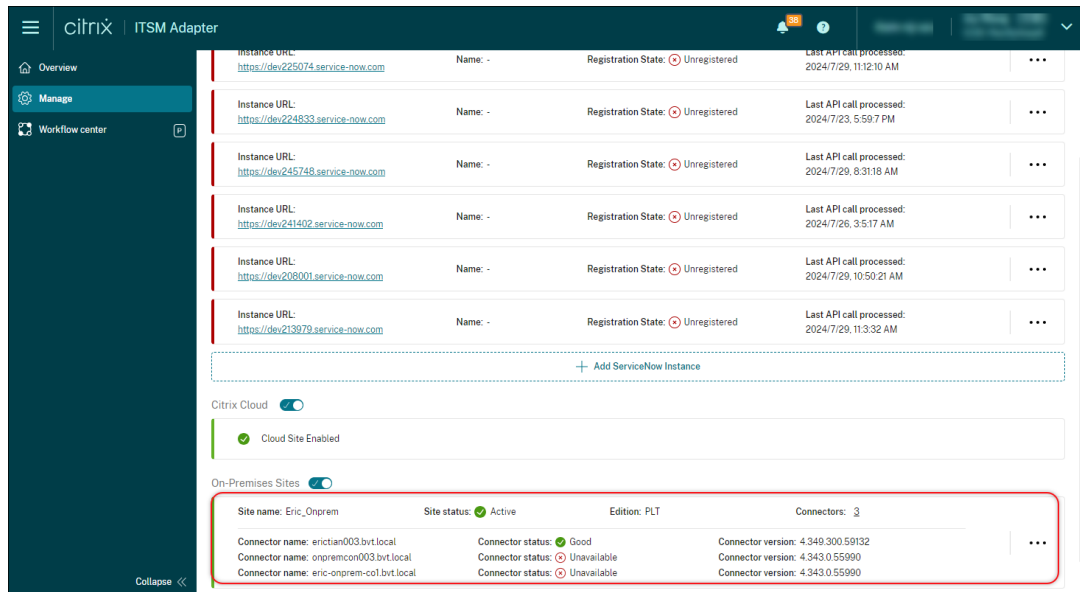 citrix ITSM Adapter 38 ?
Overview
Manage
Workflow center P
Collapse
Instance URL: Name: - Registration State: Unregistered Last API call processed:
https://dev225074.service-now.com 2024/7/29, 11:12:10 AM
Instance URL: Name: - Registration State: Unregistered Last API call processed:
https://dev224833.service-now.com 2024/7/23, 5:59:7 PM
Instance URL: Name: - Registration State: Unregistered Last API call processed:
https://dev245748.service-now.com 2024/7/29, 8:31:18 AM
Instance URL: Name: - Registration State: Unregistered Last API call processed:
https://dev241402.service-now.com 2024/7/26, 3:5:17 AM
Instance URL: Name: - Registration State: Unregistered Last API call processed:
https://dev208001.service-now.com 2024/7/29, 10:50:21 AM
Instance URL: Name: - Registration State: Unregistered Last API call processed:
https://dev213979.service-now.com 2024/7/29, 11:3:32 AM
Add ServiceNow Instance
Citrix Cloud
Cloud Site Enabled
On-Premises Sites
Site name: Eric_Onprem Site status: Active Edition: PLT Connectors: 3
Connector name: erictian003.bvt.local Connector status: Good Connector version: 4.349.300.59132
Connector name: onpremcon003.bvt.local Connector status: Unavailable Connector version: 4.343.0.55990
Connector name: eric-onprem-co1.bvt.local Connector status: Unavailable Connector version: 4.343.0.55990